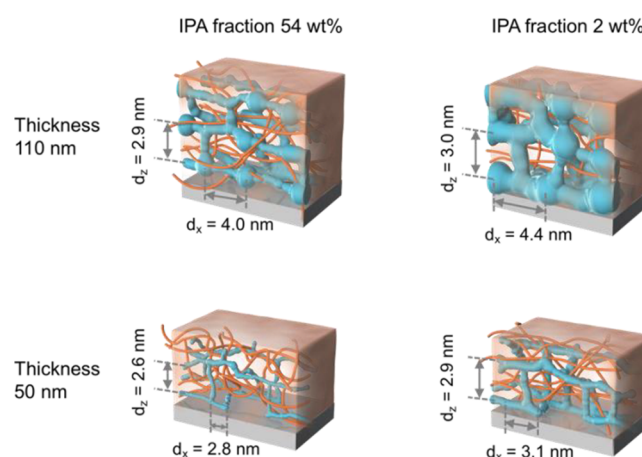 IPA fraction 54 wt%
IPA fraction 2 wt%
Thickness
110 nm
d_z = 2.9 nm
d_x = 4.0 nm
d_z = 3.0 nm
d_x = 4.4 nm
Thickness
50 nm
d_z = 2.6 nm
d_x = 2.8 nm
d_z = 2.9 nm
d_x = 3.1 nm